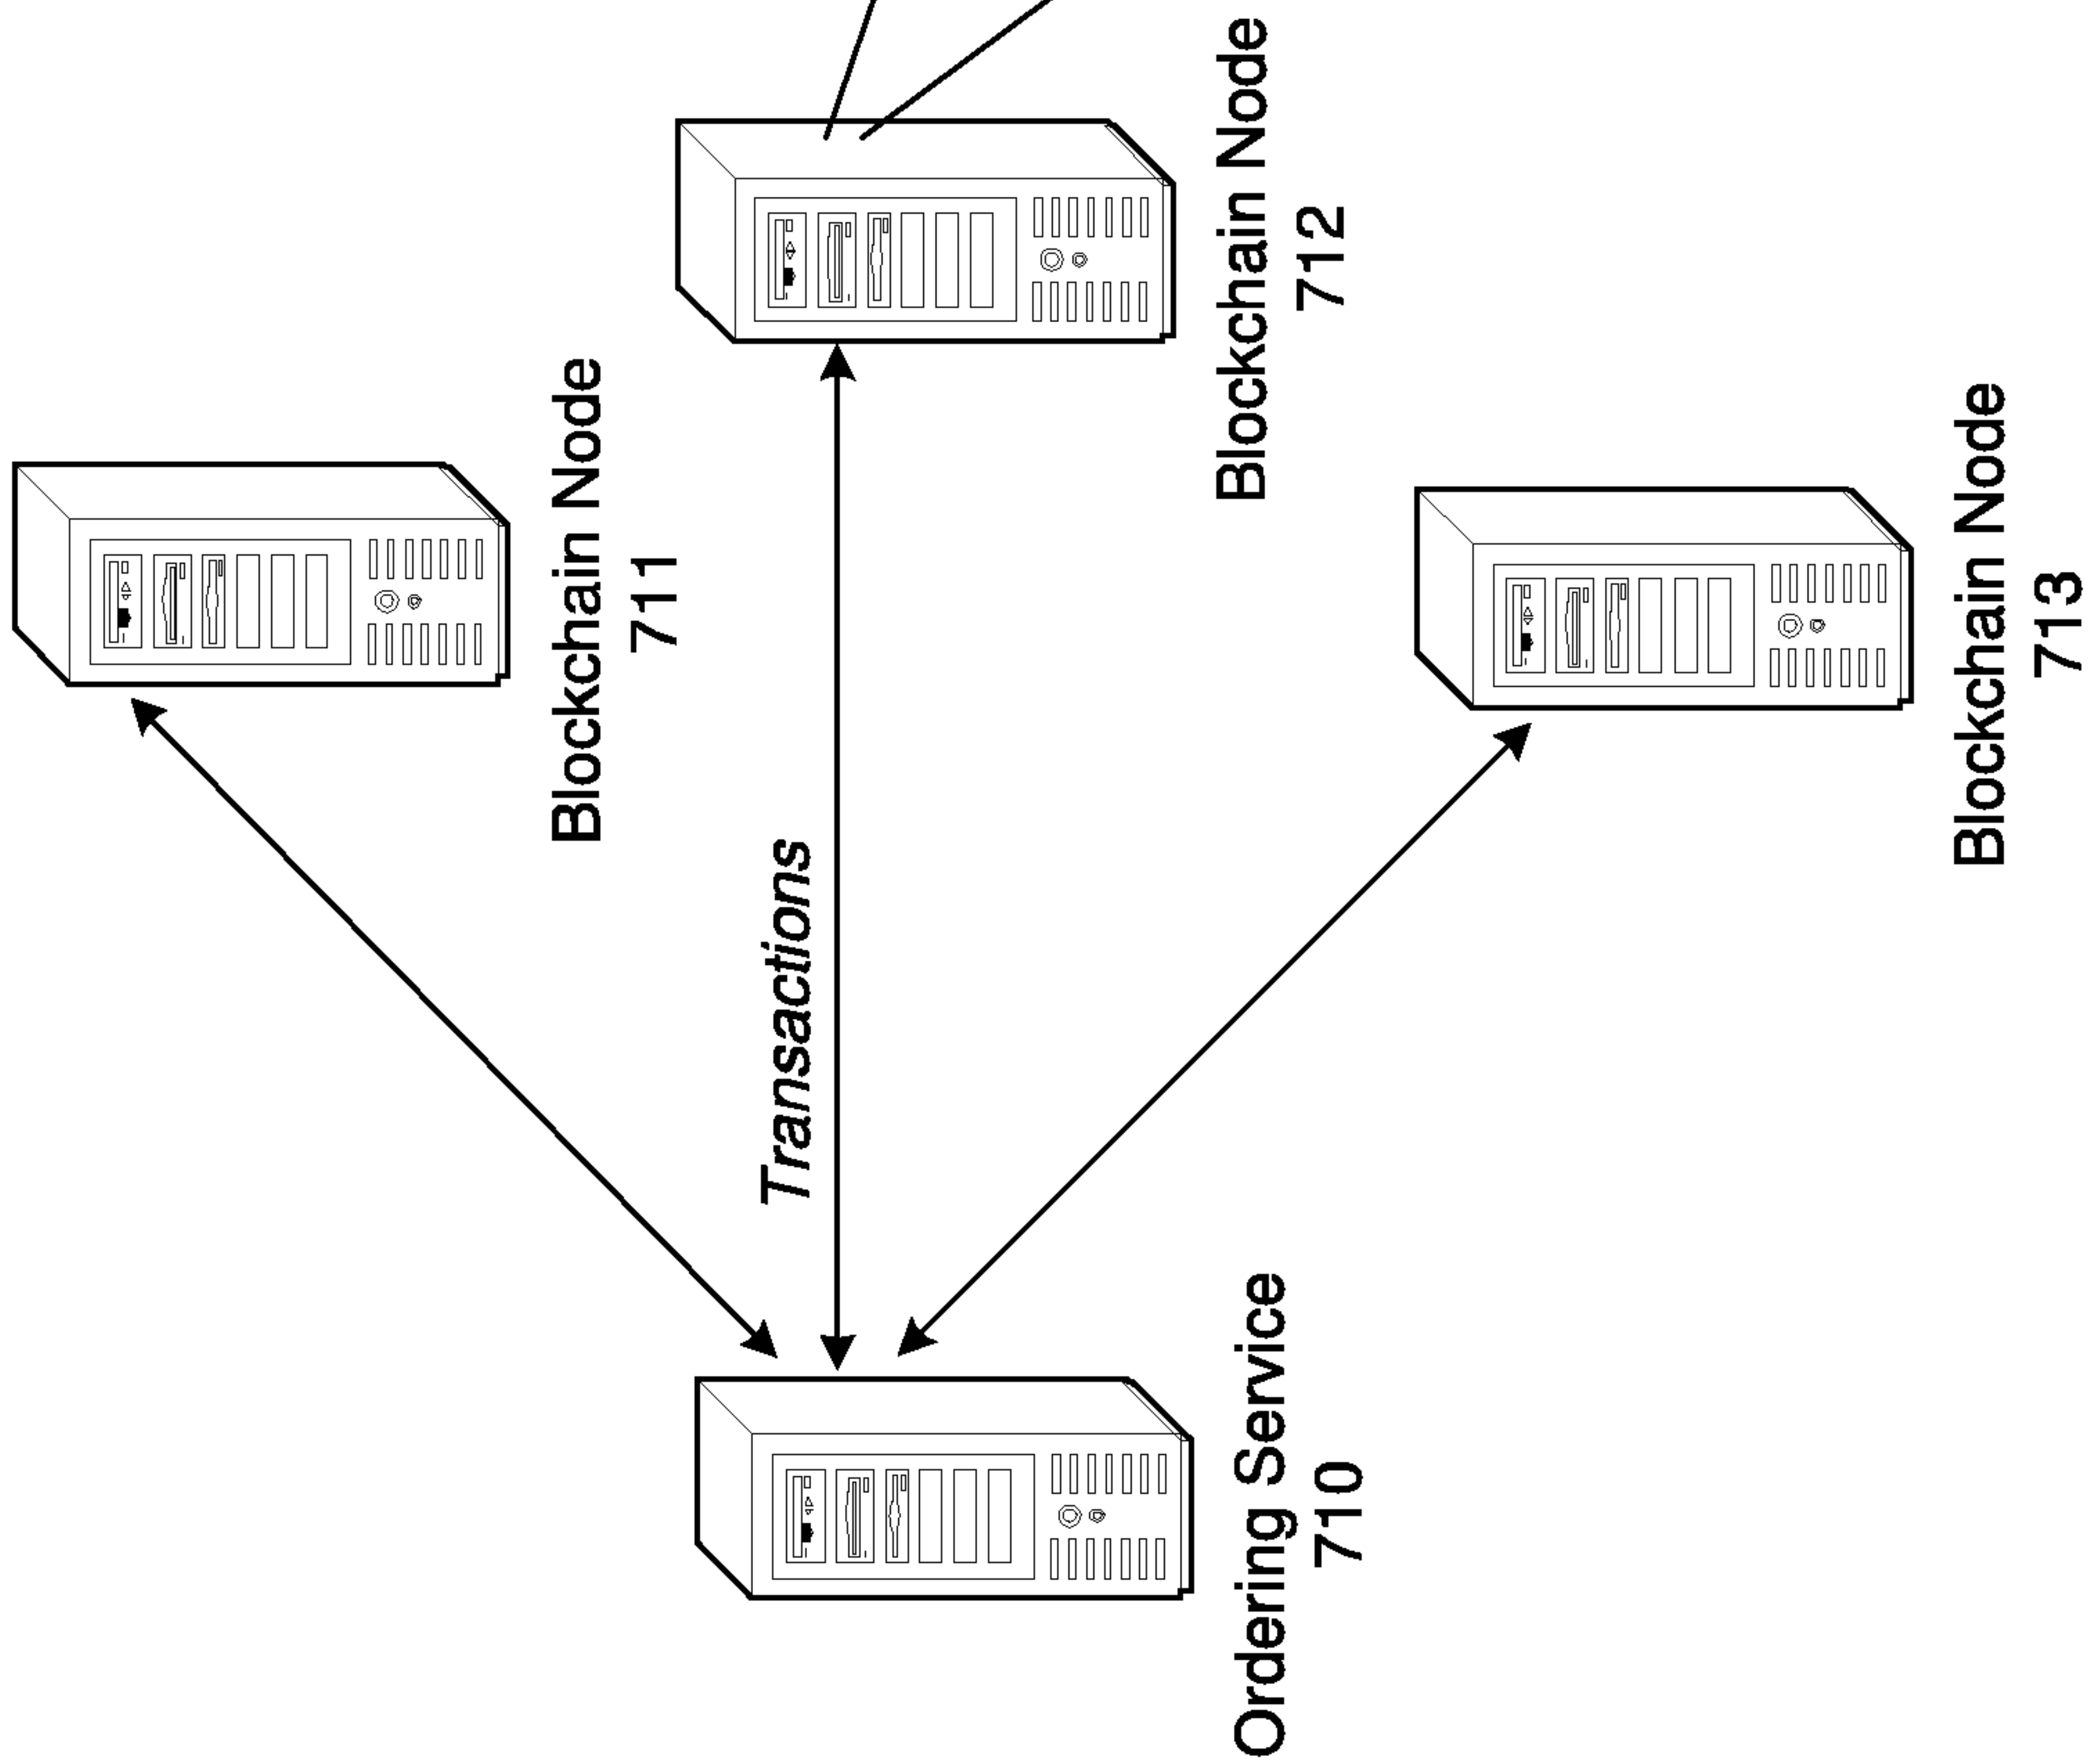 Blockchain Node
711
Transactions
Blockchain Node
712
Ordering Service
710
Blockchain Node
713